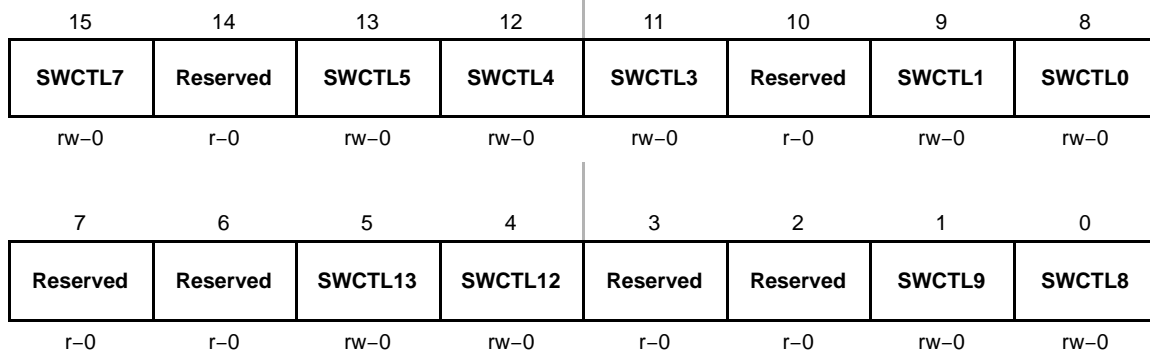 15 14 13 12 11 10 9 8
SWCTL7 Reserved SWCTL5 SWCTL4 SWCTL3 Reserved SWCTL1 SWCTL0
rw−0 r−0 rw−0 rw−0 rw−0 r−0 rw−0 rw−0
7 6 5 4 3 2 1 0
Reserved Reserved SWCTL13 SWCTL12 Reserved Reserved SWCTL9 SWCTL8
r−0 r−0 rw−0 rw−0 r−0 r−0 rw−0 rw−0